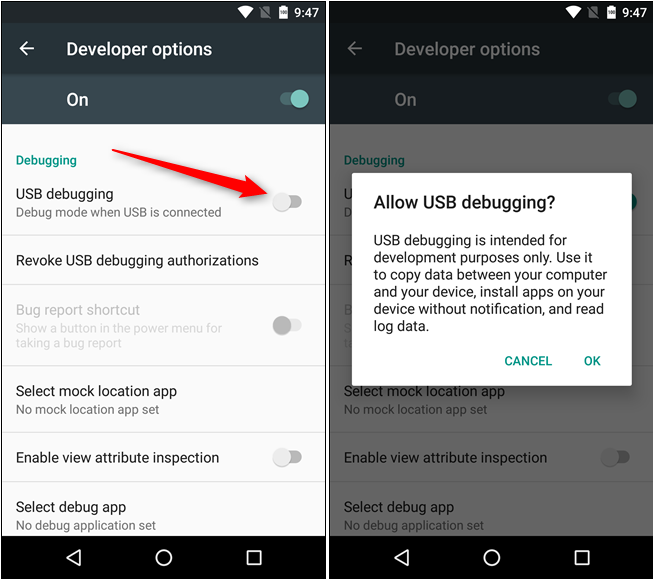 9:47
Developer options
On
Debugging
USB debugging
Debug mode when USB is connected
Revoke USB debugging authorizations
Bug report shortcut
Show a button in the power menu for
taking a bug report
Select mock location app
No mock location app set
Enable view attribute inspection
Select debug app
No debug application set
9:47
Developer options
On
Debugging
Allow USB debugging?
USB debugging is intended for
development purposes only. Use it
to copy data between your computer
and your device, install apps on your
device without notification, and read
log data.
CANCEL OK
Select mock location app
No mock location app set
Enable view attribute inspection
Select debug app
No debug application set